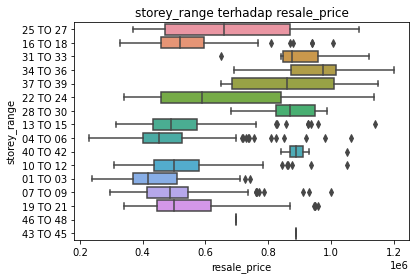 storey_range terhadap resale_price
25 TO 27
16 TO 18
31 TO 33
34 TO 36
37 TO 39
22 TO 24
28 TO 30
13 TO 15
04 TO 06
40 TO 42
10 TO 12
01 TO 03
07 TO 09
19 TO 21
46 TO 48
43 TO 45
storey_range
0.2 0.4 0.6 0.8 1.0 1.2
1e6
resale_price